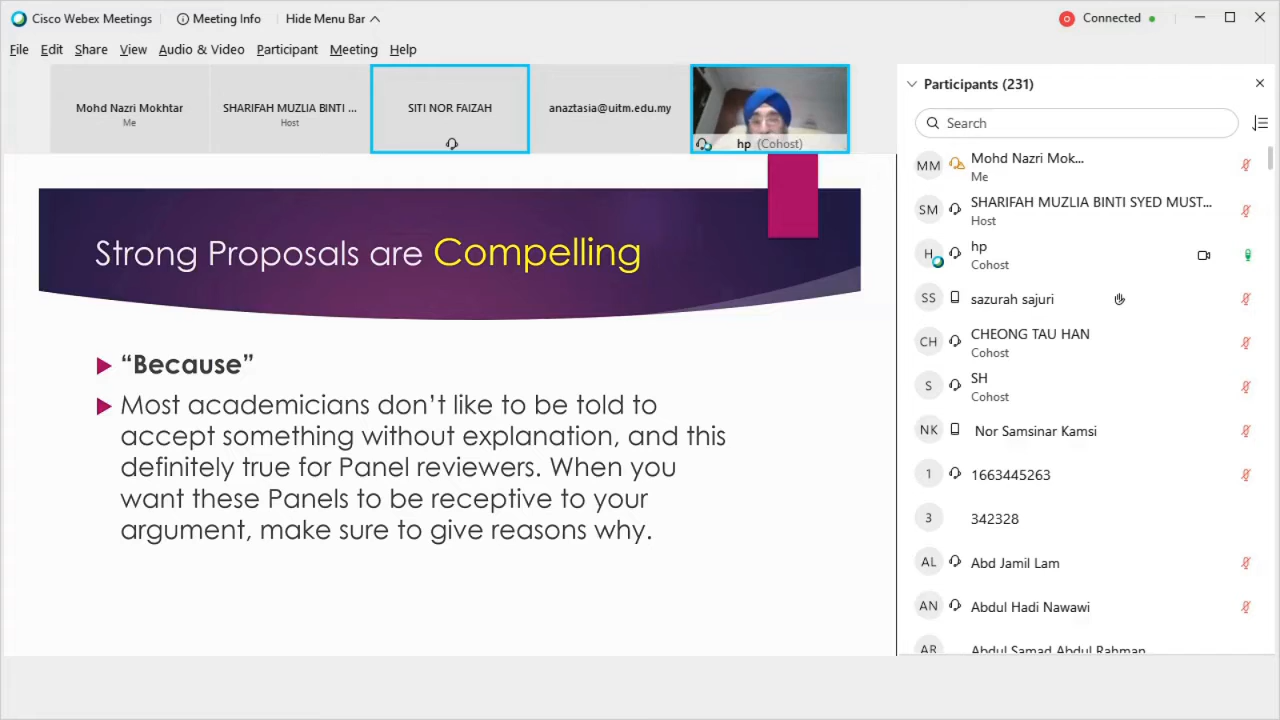 Cisco Webex Meetings
Meeting Info
Hide Menu Bar
Connected
File Edit Share View Audio & Video Participant Meeting Help
Mohd Nazri Mokhtar
Me
SHARIFAH MUZLIA BINTI ...
Host
SITI NOR FAIZAH
anaztasia@uitm.edu.my
hp (Cohost)
Strong Proposals are Compelling
“Because”
Most academicians don’t like to be told to
accept something without explanation, and this
definitely true for Panel reviewers. When you
want these Panels to be receptive to your
argument, make sure to give reasons why.
Participants (231)
Search
MM Mohd Nazri Mok...
Me
SM SHARIFAH MUZLIA BINTI SYED MUST...
Host
H hp
Cohost
SS sazurah sajuri
CH CHEONG TAU HAN
Cohost
S SH
Cohost
NK Nor Samsinar Kamsi
1 1663445263
3 342328
AL Abd Jamil Lam
AN Abdul Hadi Nawawi
AR Abdul Samad Abdul Rahman